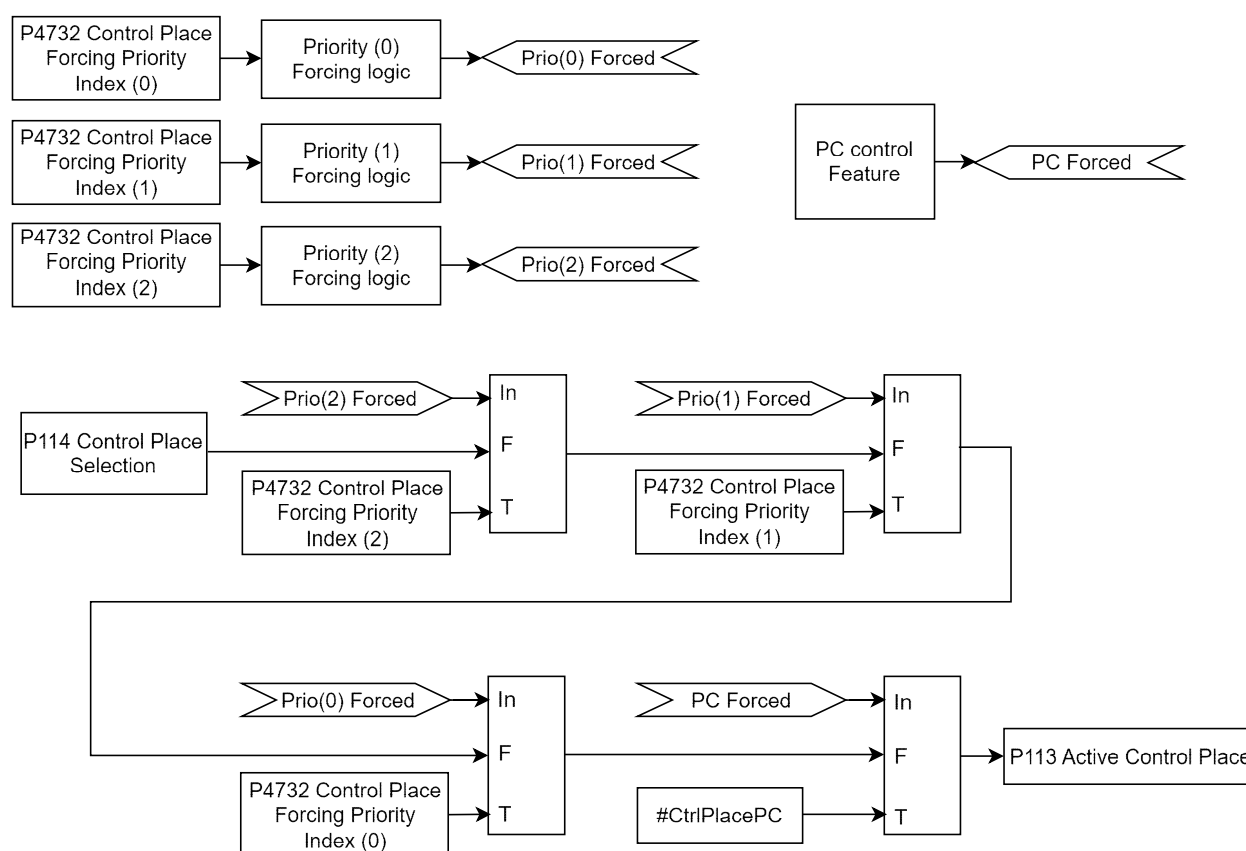 P4732 Control Place
Forcing Priority
Index (0)
Priority (0)
Forcing logic
Prio(0) Forced
P4732 Control Place
Forcing Priority
Index (1)
Priority (1)
Forcing logic
Prio(1) Forced
PC control
Feature
PC Forced
P4732 Control Place
Forcing Priority
Index (2)
Priority (2)
Forcing logic
Prio(2) Forced
P114 Control Place
Selection
Prio(2) Forced
P4732 Control Place
Forcing Priority
Index (2)
In
F
T
Prio(1) Forced
P4732 Control Place
Forcing Priority
Index (1)
In
F
T
Prio(0) Forced
P4732 Control Place
Forcing Priority
Index (0)
In
F
T
PC Forced
#CtrlPlacePC
In
F
T
P113 Active Control Place